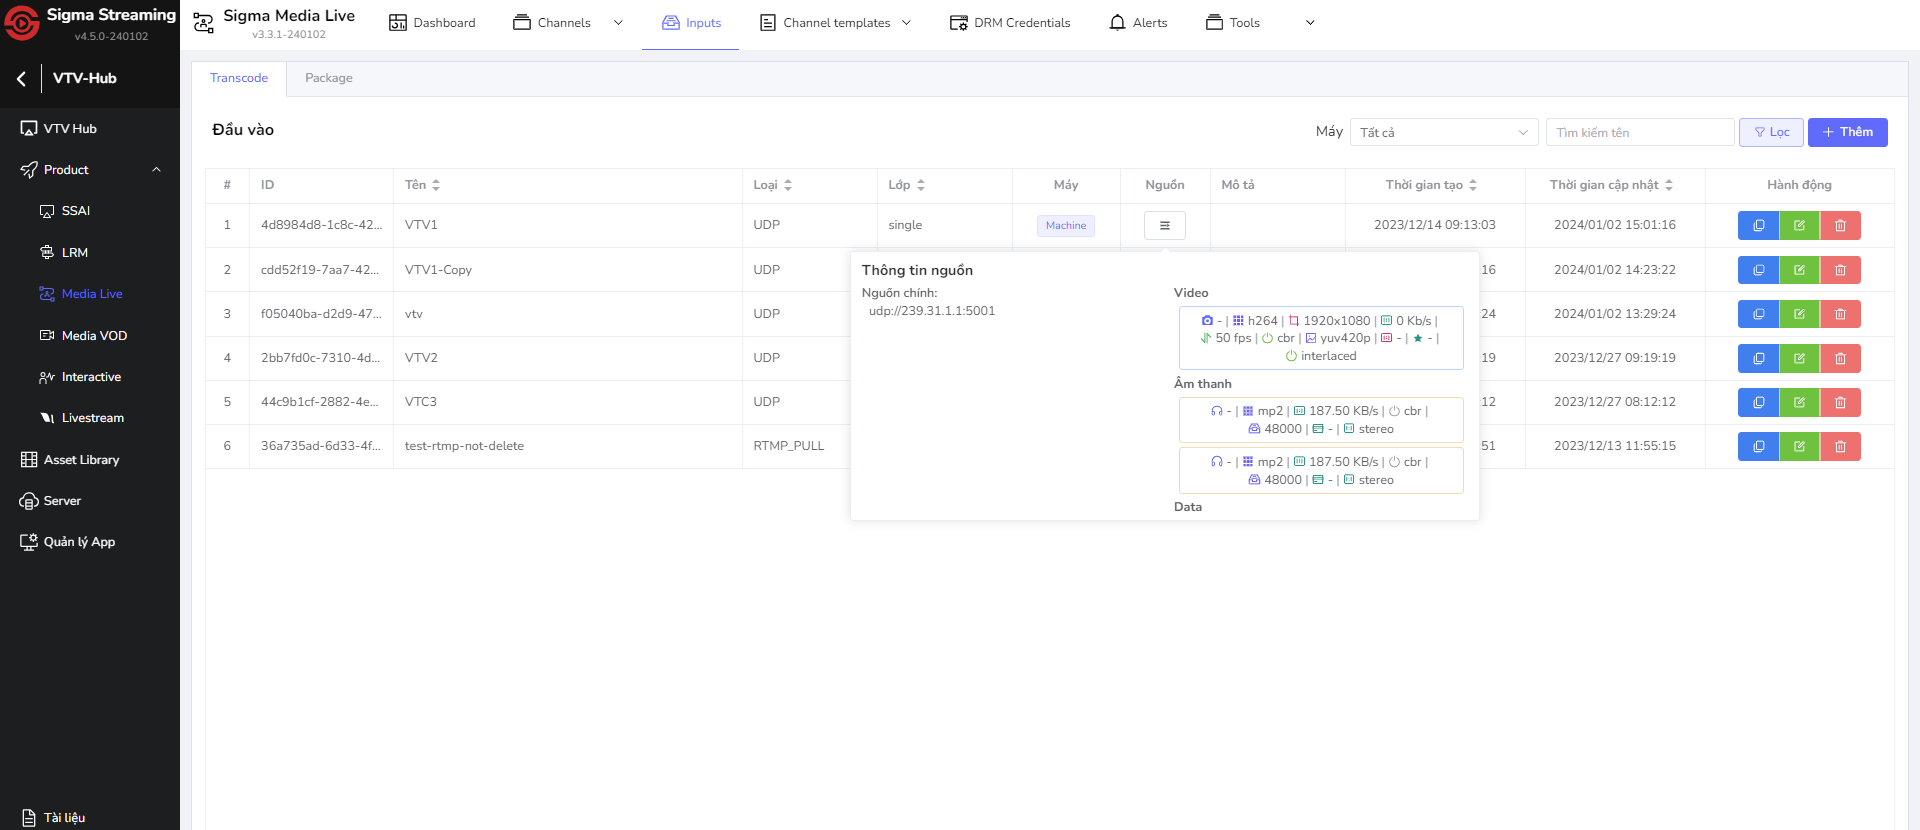 Sigma Streaming
v4.5.0-240102
VTV-Hub
VTV Hub
Product
SSAI
LRM
Media Live
Media VOD
Interactive
Livestream
Asset Library
Server
Quản lý App
Tài liệu
Sigma Media Live
v3.3.1-240102
Dashboard
Channels
Inputs
Channel templates
DRM Credentials
Alerts
Tools
Transcode
Package
Đầu vào
Máy
Tất cả
Tìm kiếm tên
Lọc
Thêm
# ID Tên Loại Lớp Máy Nguồn Mô tả Thời gian tạo Thời gian cập nhật Hành động
1 4d8984d8-1c8c-42... VTV1 UDP single Machine 2023/12/14 09:13:03 2024/01/02 15:01:16
2 cdd52f19-7aa7-42... VTV1-Copy UDP :16 2024/01/02 14:23:22
3 f05040ba-d2d9-47... vtv UDP 24 2024/01/02 13:29:24
4 2bb7fd0c-7310-4d... VTV2 UDP :19 2023/12/27 09:19:19
5 44c9b1cf-2882-4e... VTC3 UDP :12 2023/12/27 08:12:12
6 36a735ad-6d33-4f... test-rtmp-not-delete RTMP_PULL :51 2023/12/13 11:55:15
Thông tin nguồn
Nguồn chính:
udp://239.31.1.1:5001
Video
- | h264 | 1920x1080 | 0 Kb/s |
50 fps | cbr | yuv420p | - | - |
interlaced
Âm thanh
- | mp2 | 187.50 KB/s | cbr |
48000 | - | stereo
- | mp2 | 187.50 KB/s | cbr |
48000 | - | stereo
Data